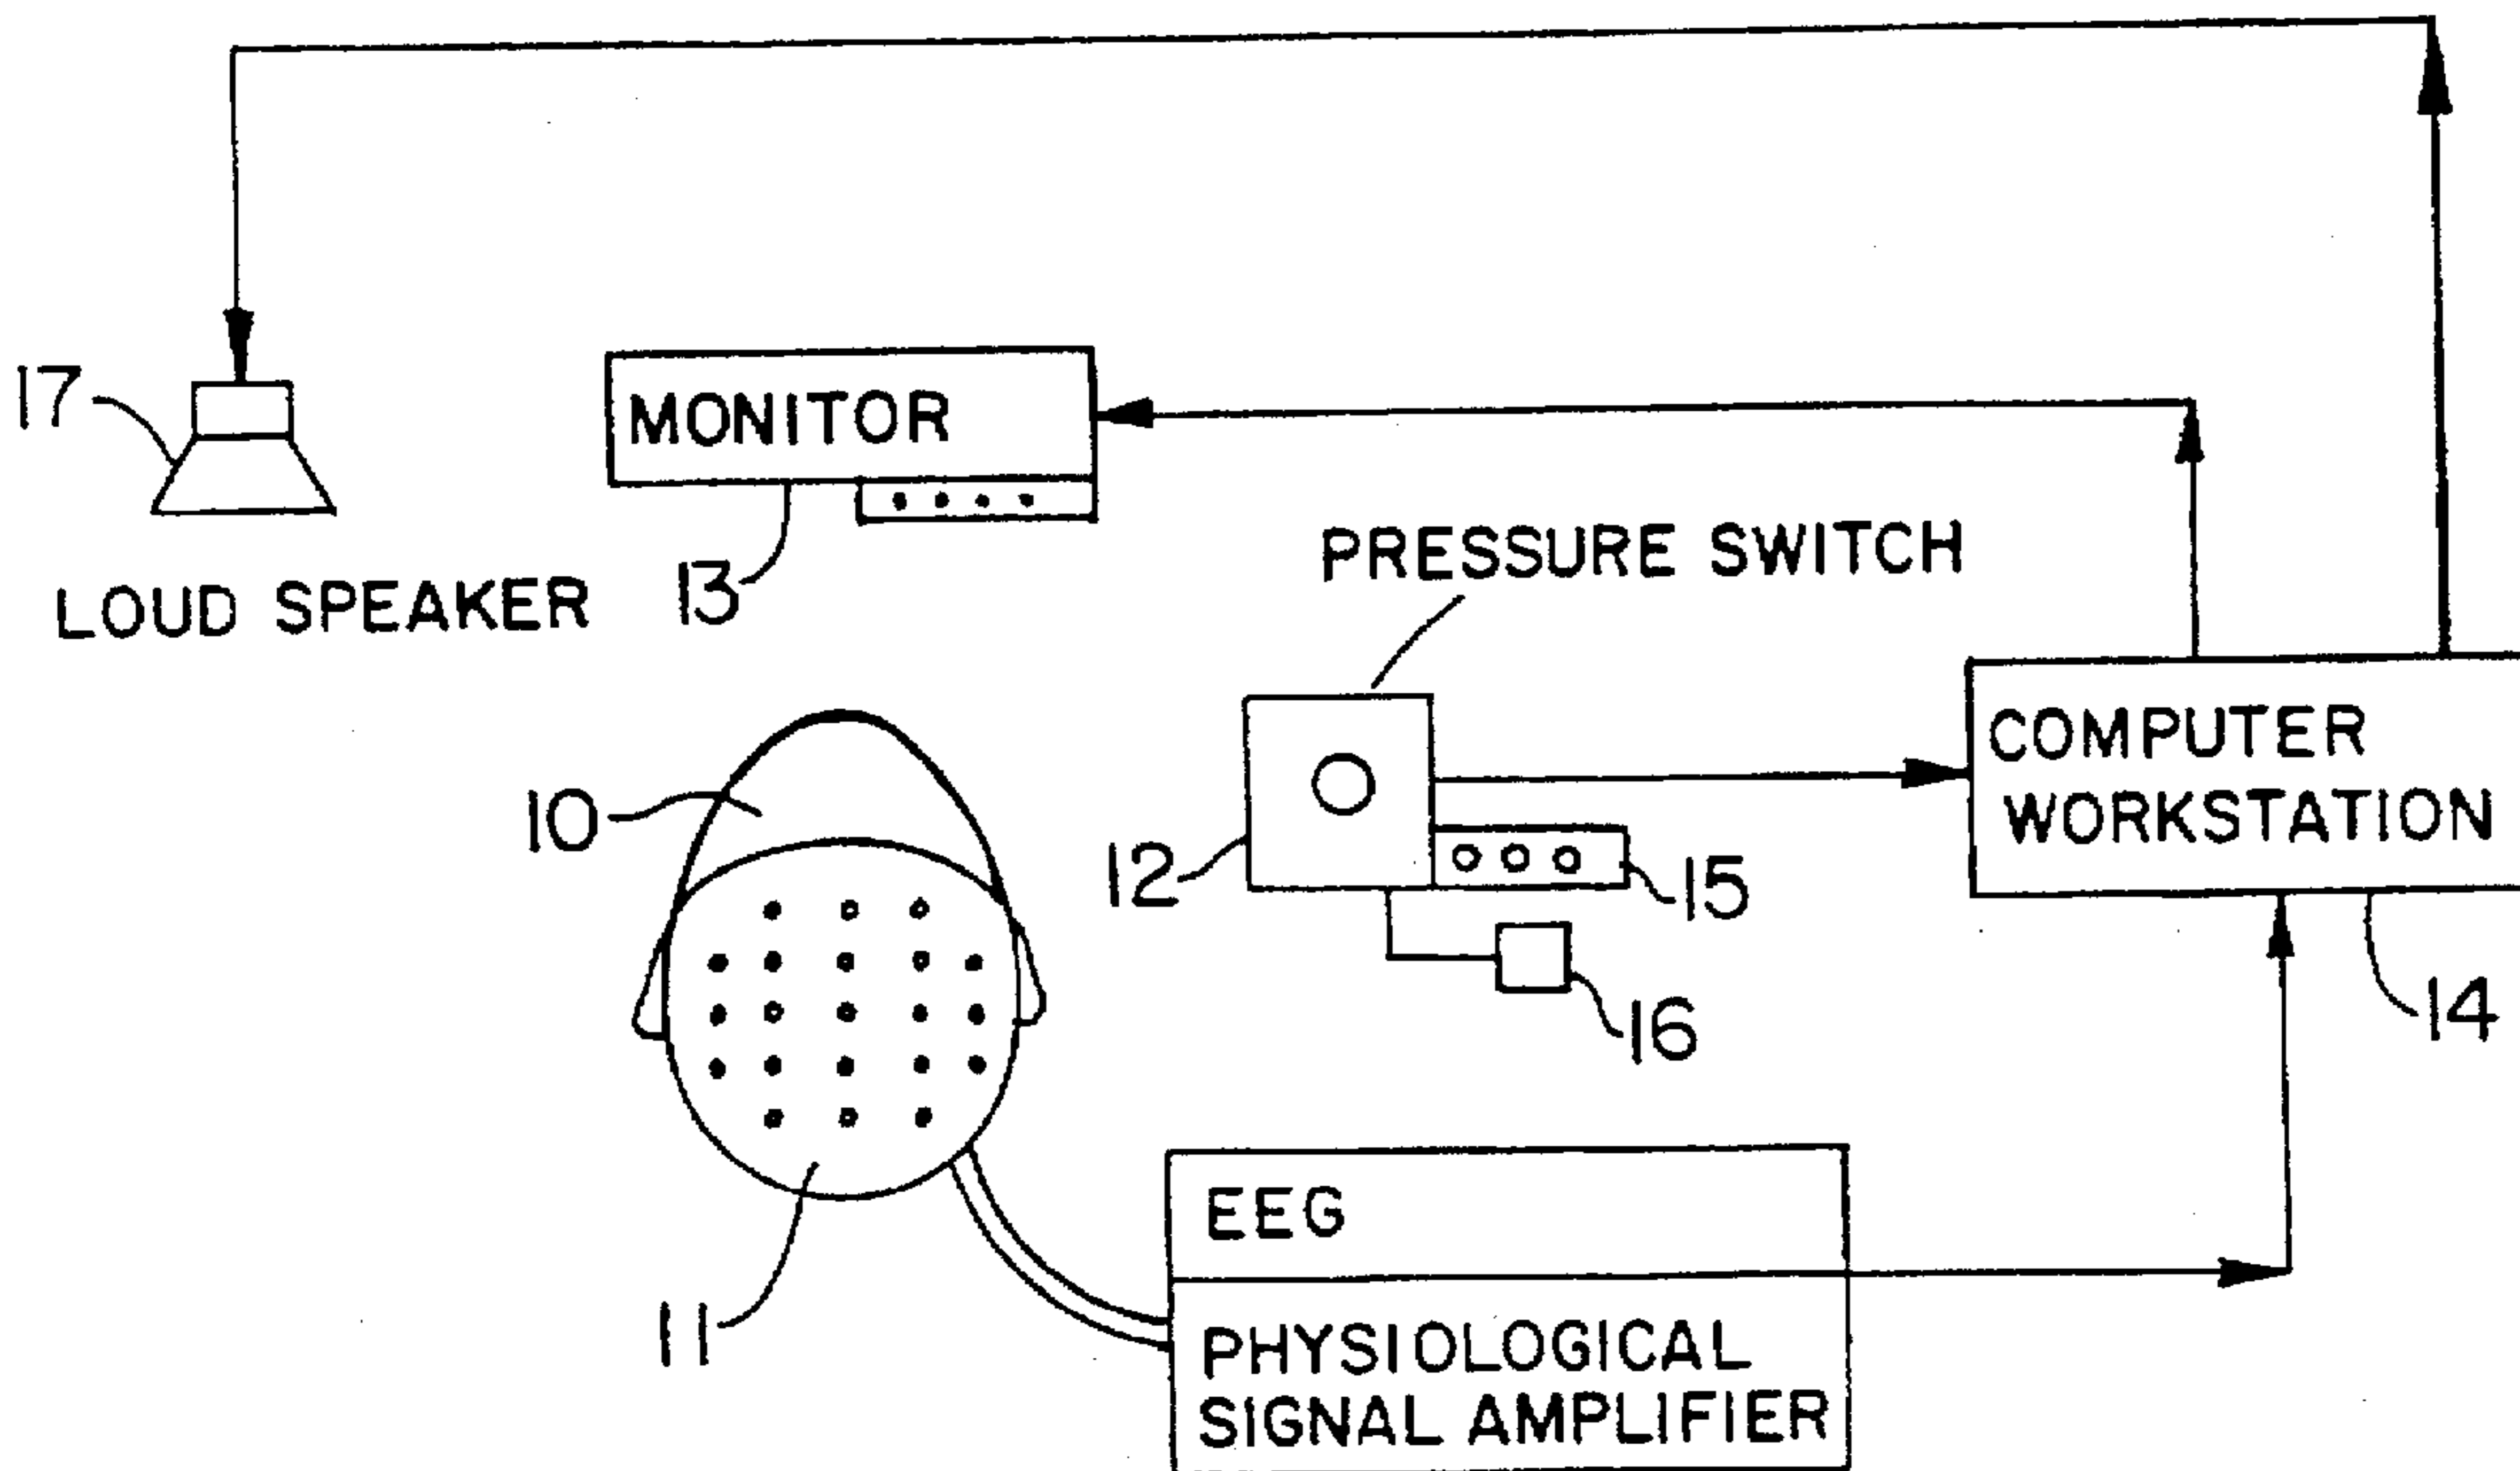 17
MONITOR
LOUD SPEAKER
13
PRESSURE SWITCH
10
12
15
COMPUTER
WORKSTATION
16
14
11
EEG
PHYSIOLOGICAL
SIGNAL AMPLIFIER